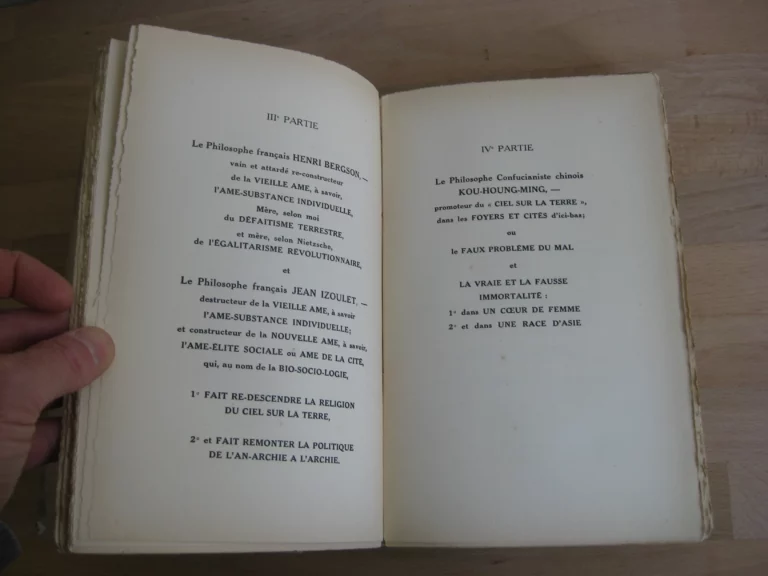 IIIe PARTIE
Le Philosophe français HENRI BERGSON, —
vain et attardé re-constructeur
de la VIEILLE AME, à savoir,
l'AME-SUBSTANCE INDIVIDUELLE,
Mèro, selon moi
du DÉFAITISME TERRESTRE,
et mère, selon Nietzsche,
de l'ÉGALITARISME RÉVOLUTIONNAIRE,
et
Le Philosophe français JEAN IZOULET, —
destructeur de la VIEILLE AME, à savoir
l'AME-SUBSTANCE INDIVIDUELLE;
et constructeur de la NOUVELLE AME, à savoir,
l'AME-ÉLITE SOCIALE où AME DE LA CITÉ,
qui, au nom de la BIO-SOCIO-LOGIE,
1° FAIT RE-DESCENDRE LA RELIGION
DU CIEL SUR LA TERRE,
2° et FAIT REMONTER LA POLITIQUE
DE L'AN-ARCHIE A L'ARCHIE.
IVe PARTIE
Le Philosophe Confucianiste chinois
KOU-HOUNG-MING, —
promoteur du « CIEL SUR LA TERRE »,
dans les FOYERS ET CITÉS d'ici-bas;
ou
le FAUX PROBLÈME DU MAL
et
LA VRAIE ET LA FAUSSE
IMMORTALITÉ :
1° dans UN CŒUR DE FEMME
2° et dans UNE RACE D'ASIE